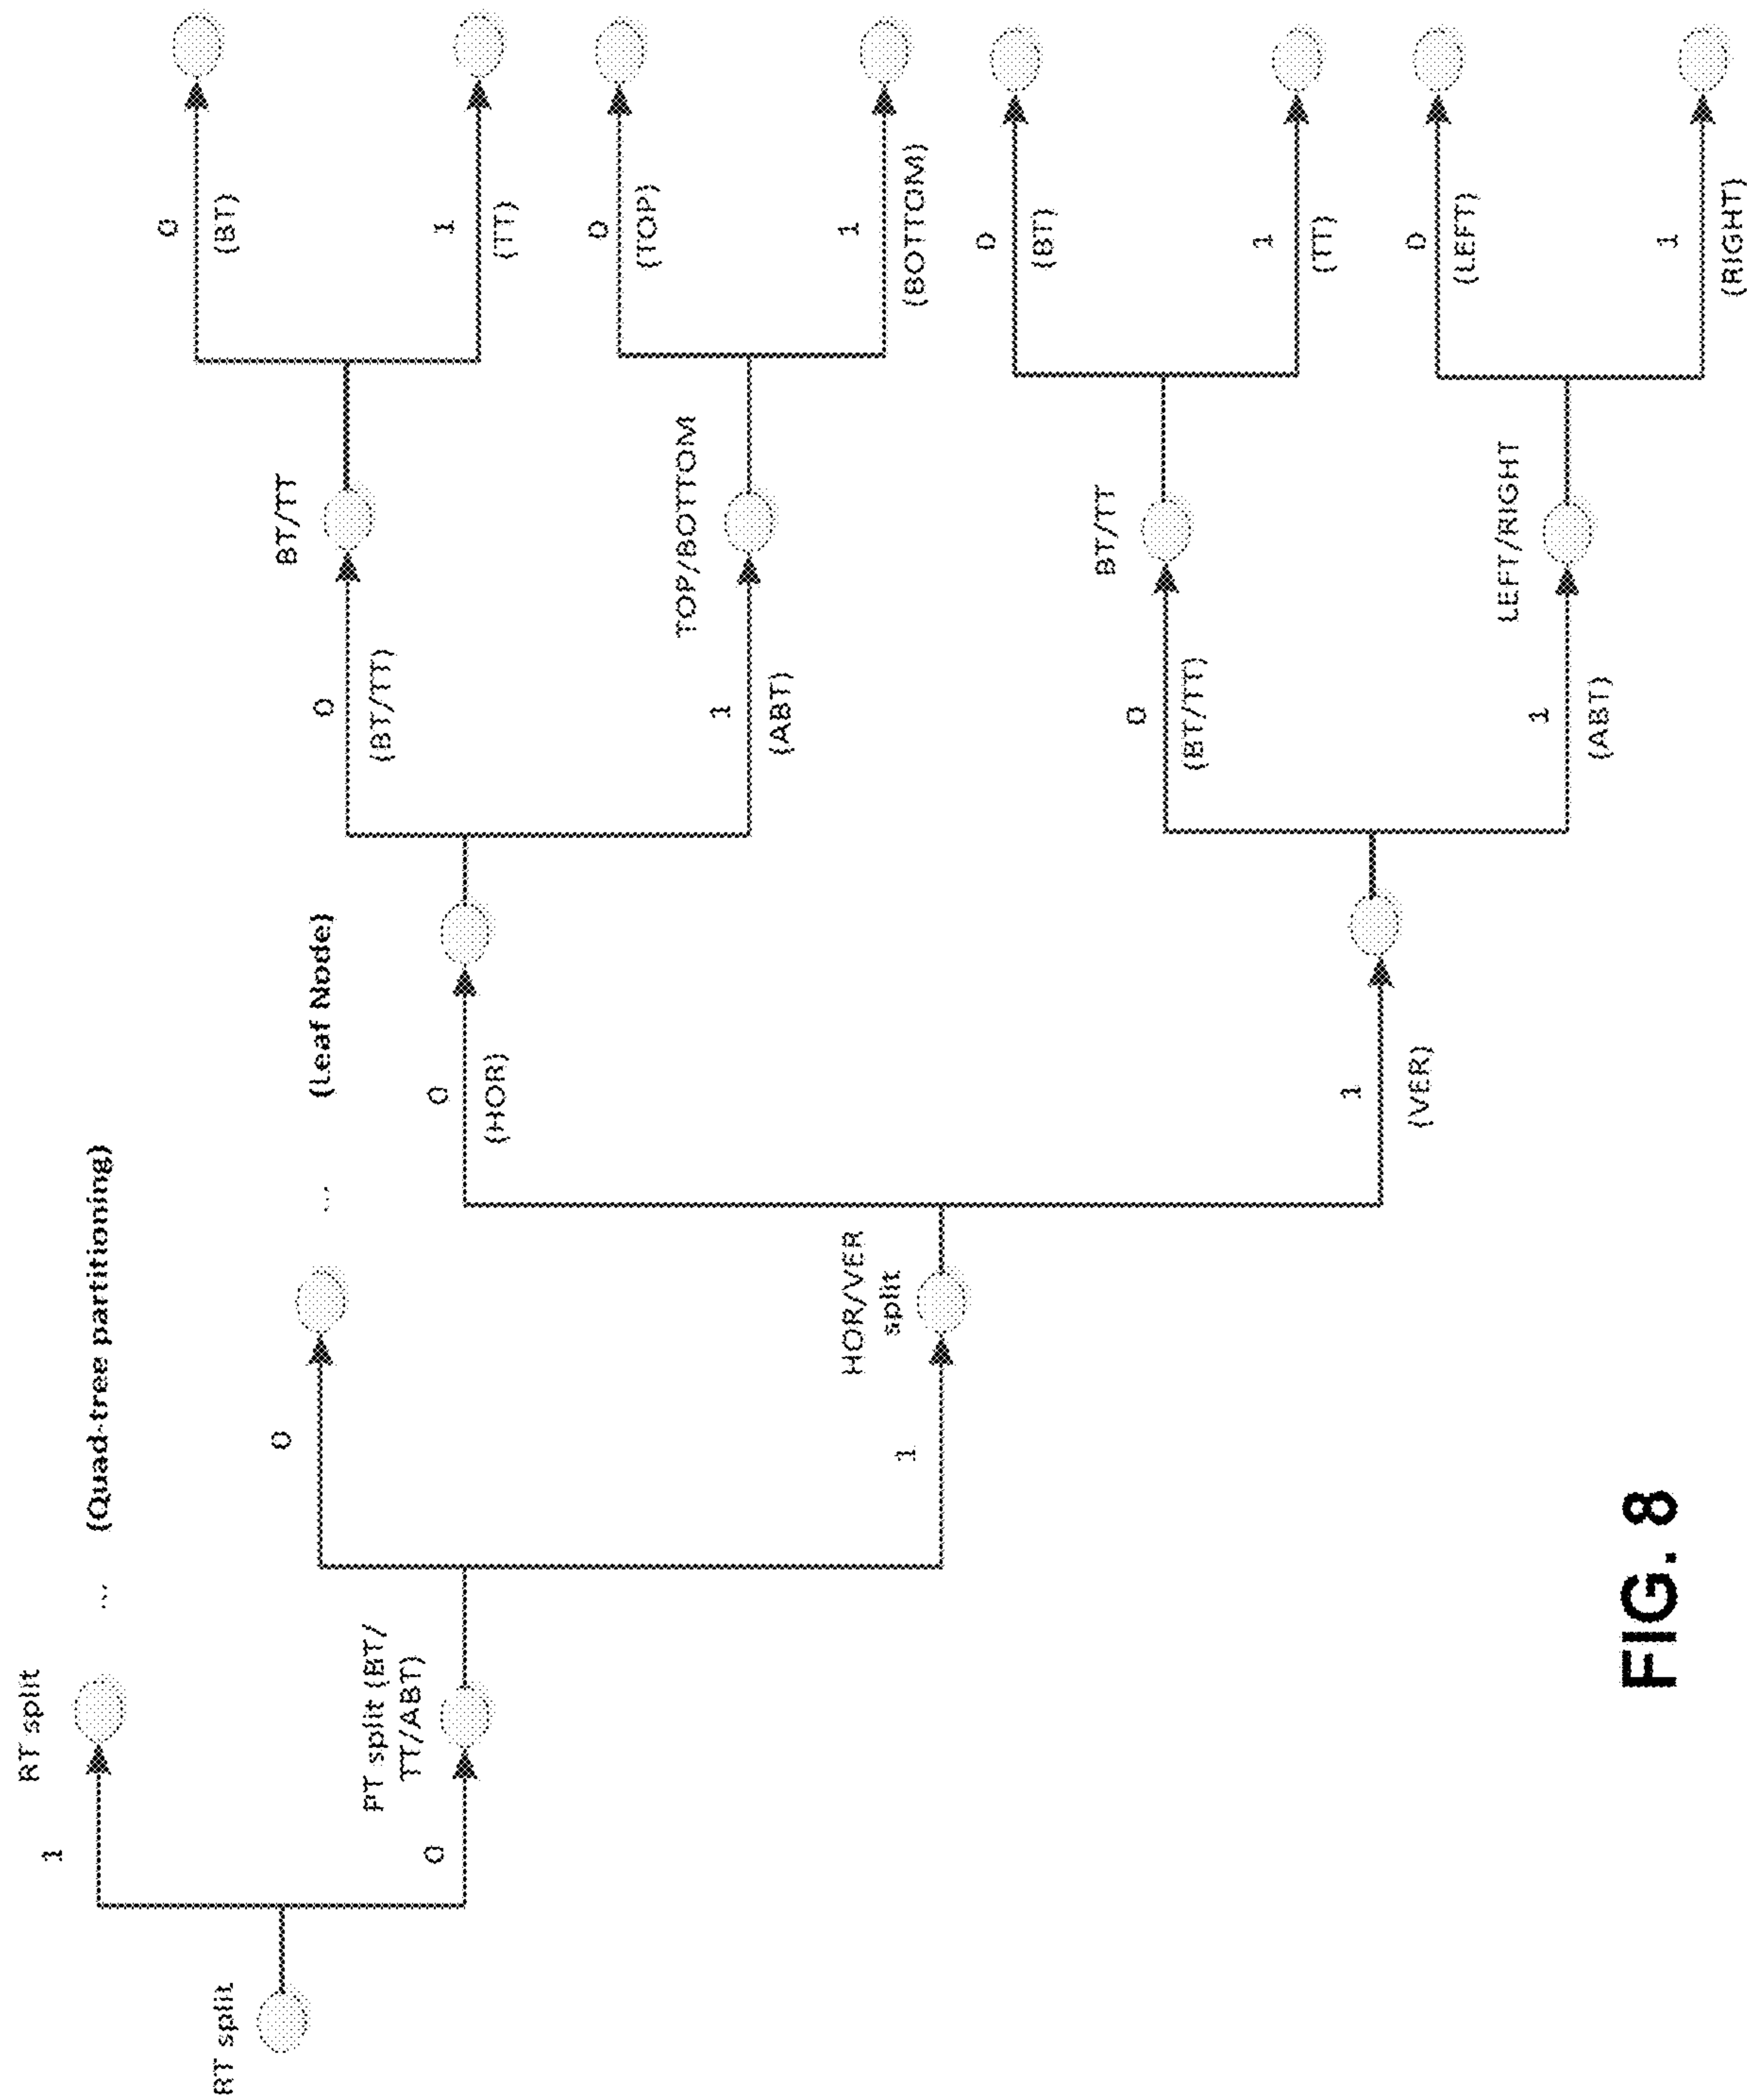 RT split
1
RT split
... (Quad-tree partitioning)
0
PT split (BT/
TT/ABT)
0
... (Leaf Node)
1
HOR/VER
split
0
(HOR)
1
(VER)
0
(BT/TT)
BT/TT
1
(ABT)
TOP/BOTTOM
0
(BT/TT)
BT/TT
1
(ABT)
LEFT/RIGHT
0
(BT)
1
(TT)
0
(TOP)
1
(BOTTOM)
0
(BT)
1
(TT)
0
(LEFT)
1
(RIGHT)
FIG. 8